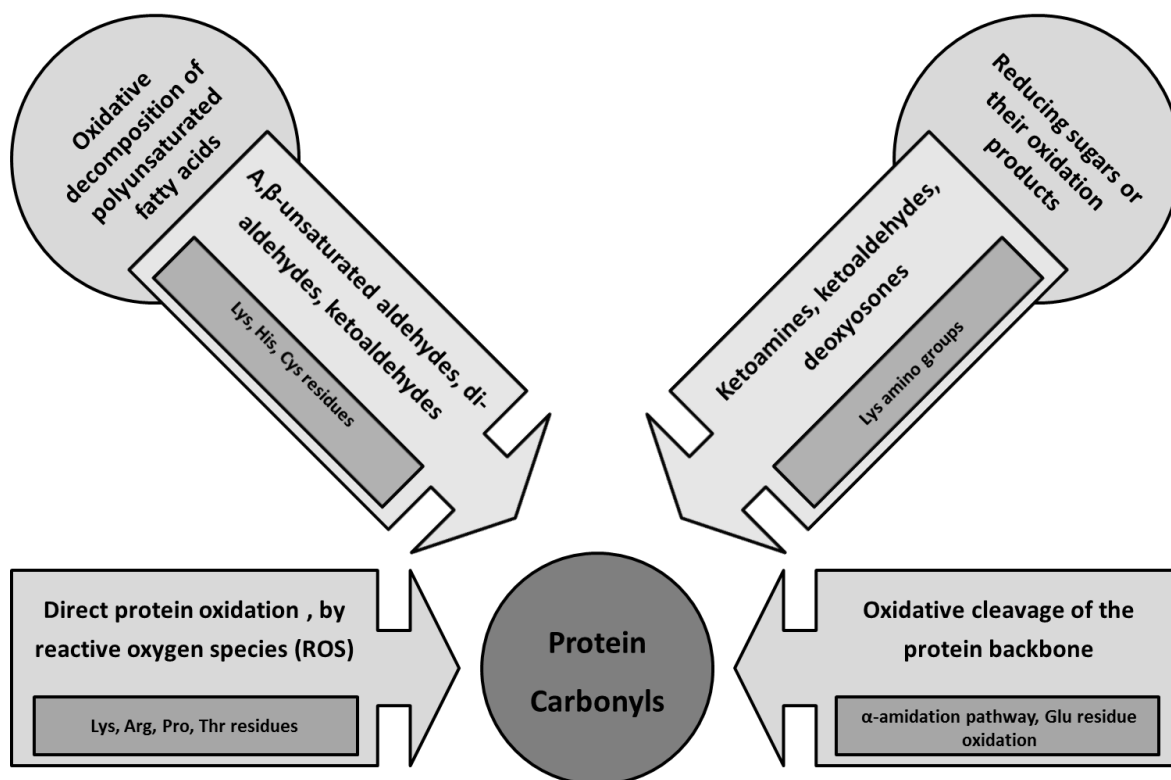 Oxidative
decomposition of
polyunsaturated
fatty acids
Α,β-unsaturated aldehydes, di-
aldehydes, ketoaldehydes
Lys, His, Cys residues
Reducing sugars or
their oxidation
products
Ketoamines, ketoaldehydes,
deoxyosones
Lys amino groups
Direct protein oxidation , by
reactive oxygen species (ROS)
Lys, Arg, Pro, Thr residues
Protein
Carbonyls
Oxidative cleavage of the
protein backbone
α-amidation pathway, Glu residue
oxidation